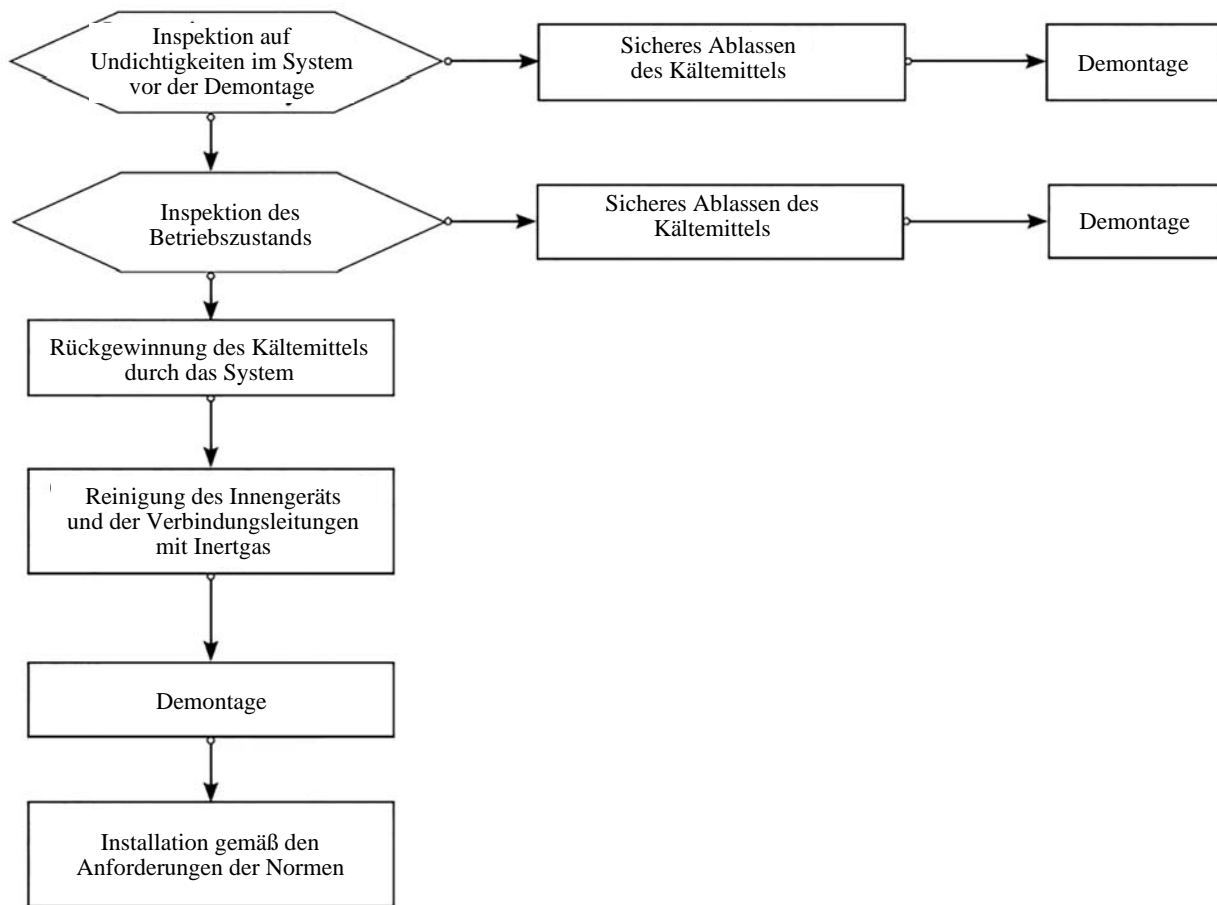 Inspektion auf
Undichtigkeiten im System
vor der Demontage
Sicheres Ablassen
des Kältemittels
Demontage
Inspektion des
Betriebszustands
Sicheres Ablassen des
Kältemittels
Demontage
Rückgewinnung des Kältemittels
durch das System
Reinigung des Innengeräts
und der Verbindungsleitungen
mit Inertgas
Demontage
Installation gemäß den
Anforderungen der Normen